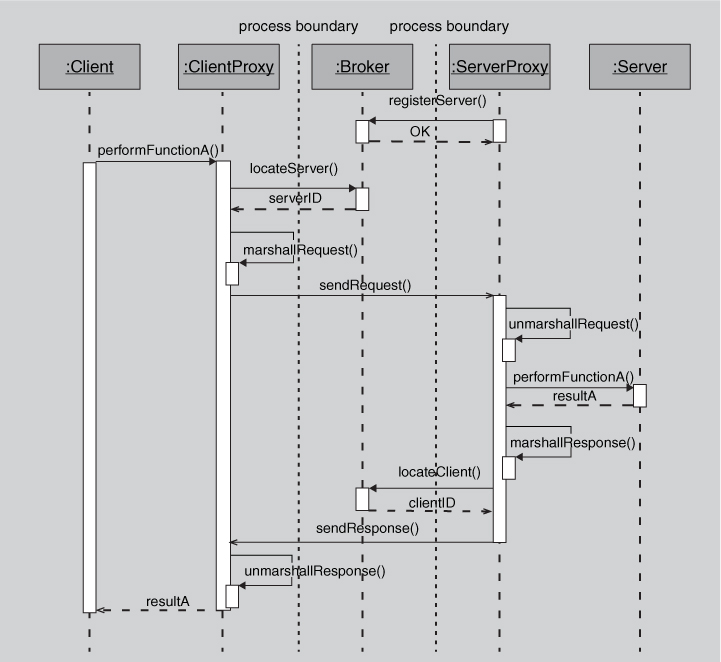 process boundary process boundary
:Client :ClientProxy :Broker :ServerProxy :Server
registerServer()
OK
performFunctionA()
locateServer()
serverID
marshallRequest()
sendRequest()
unmarshallRequest()
performFunctionA()
resultA
marshallResponse()
locateClient()
clientID
sendResponse()
unmarshallResponse()
resultA